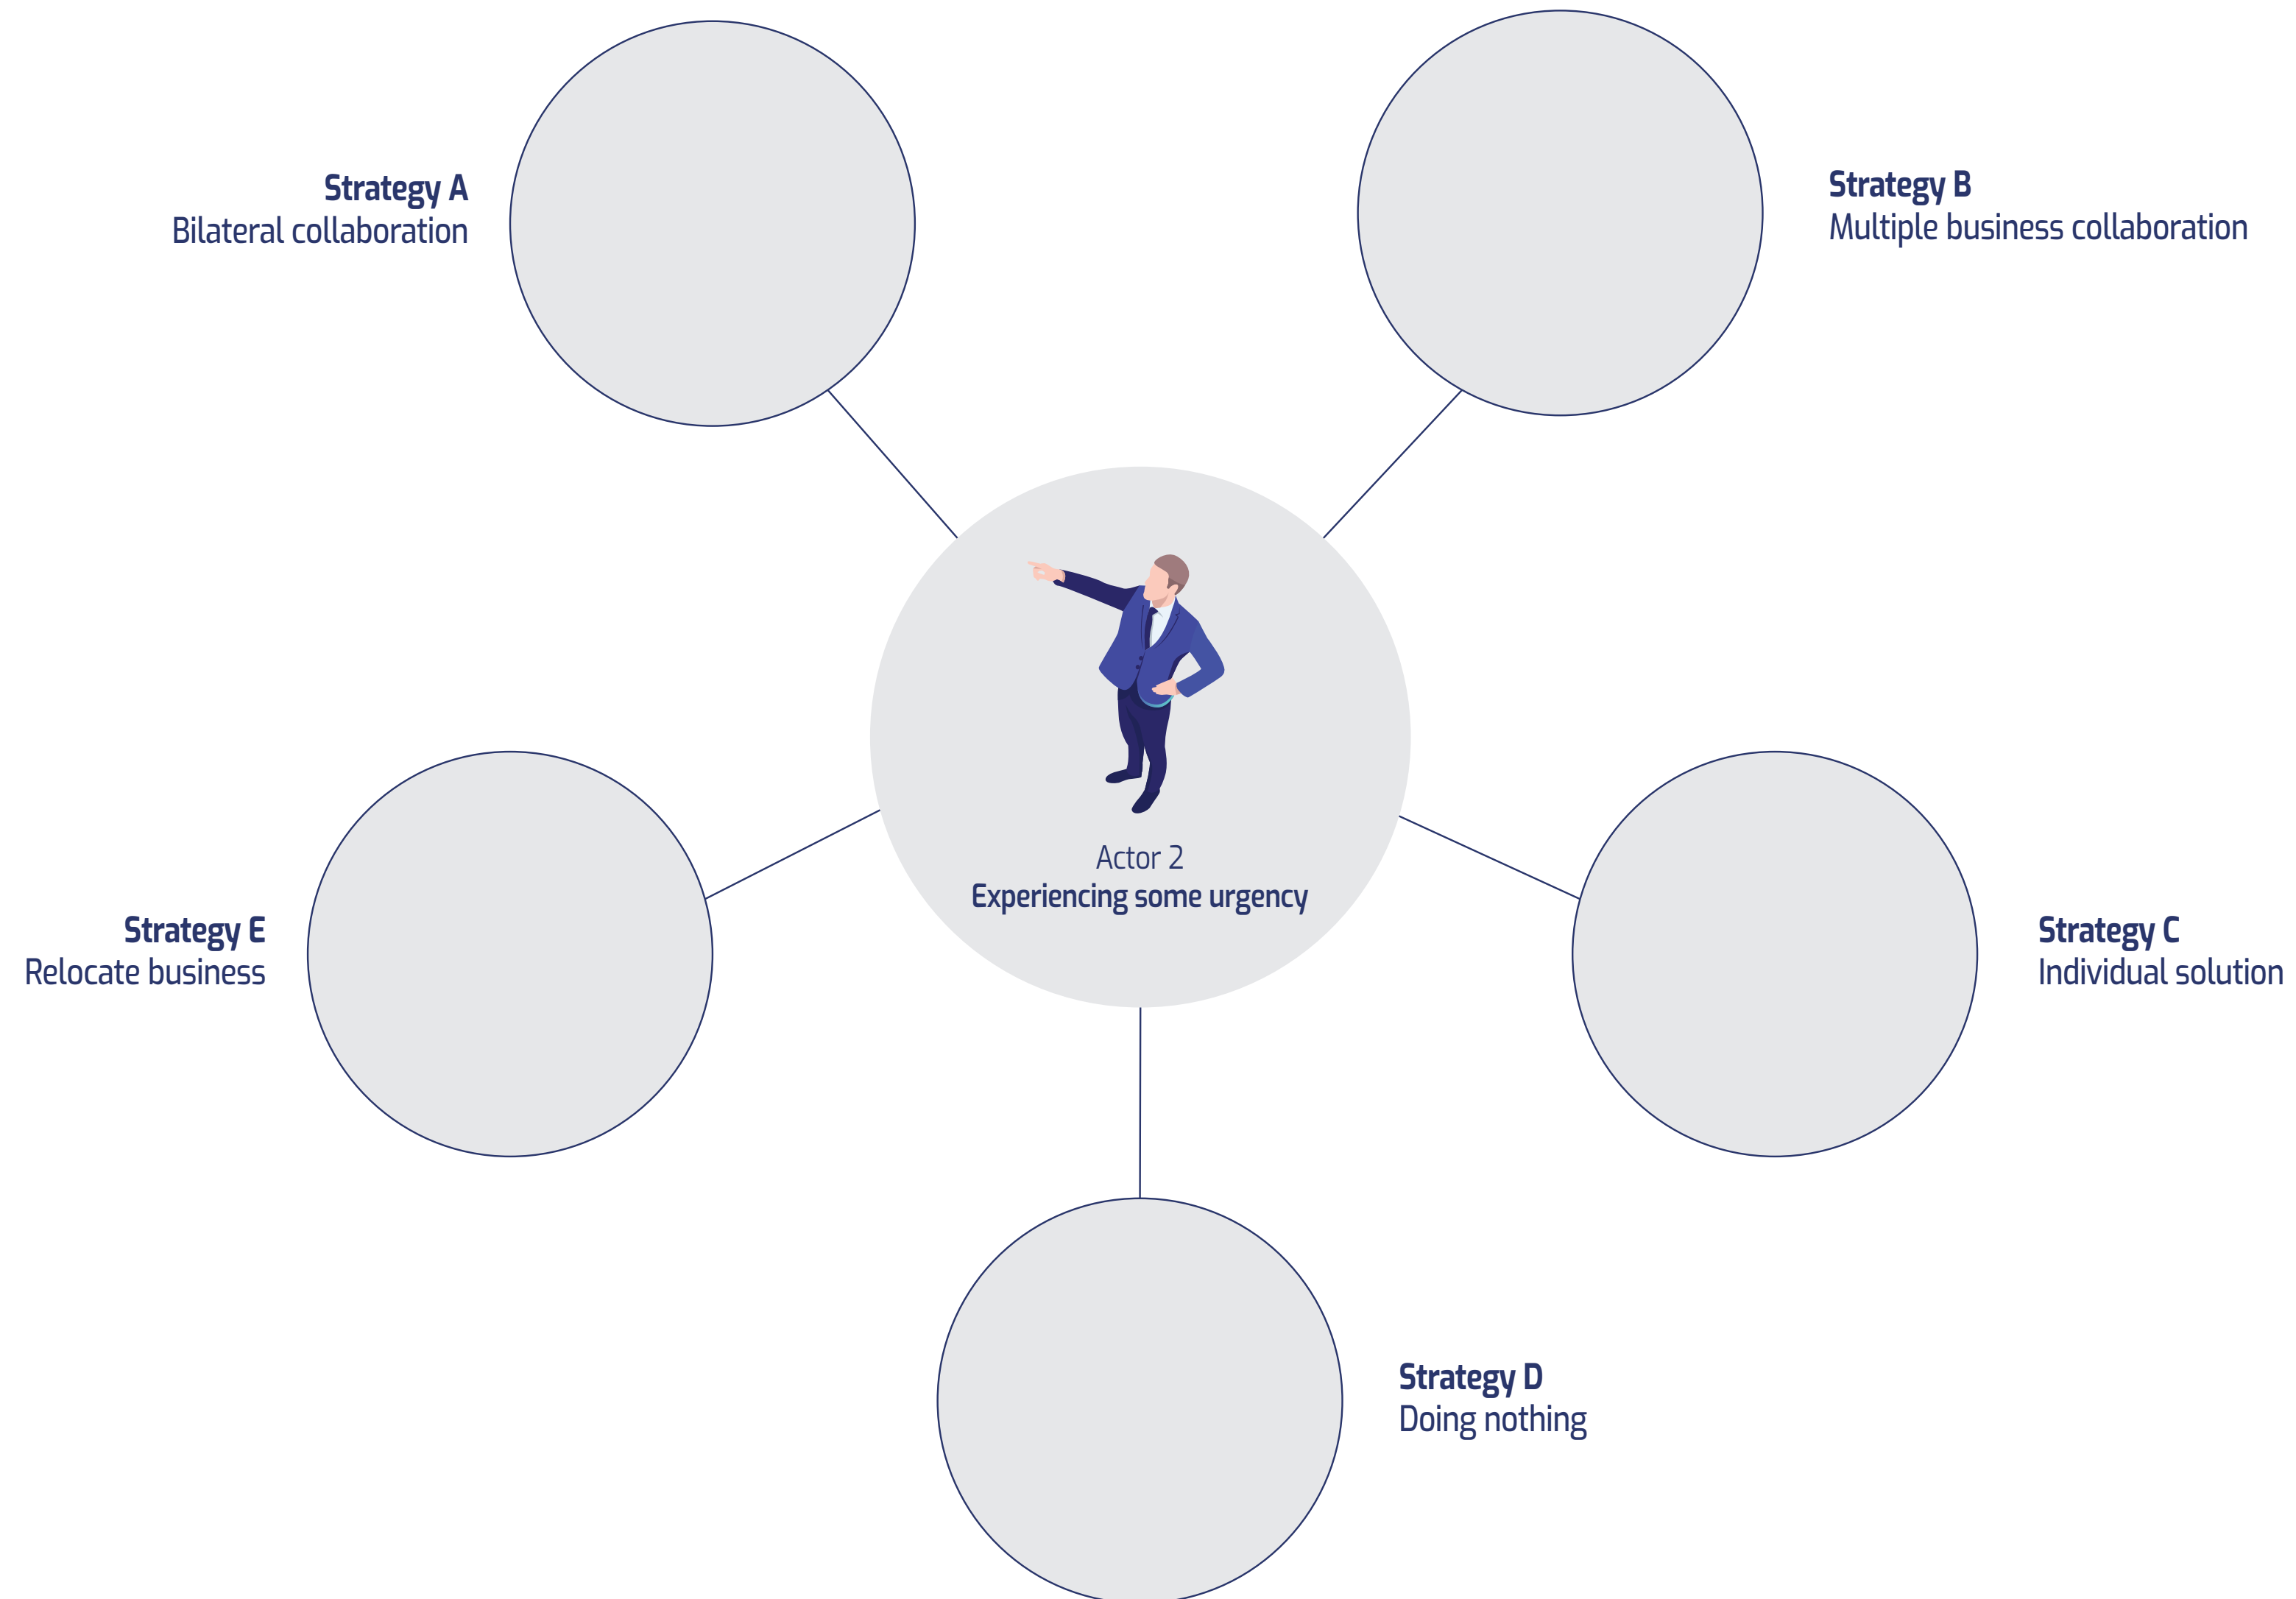 Strategy A
Bilateral collaboration
Strategy B
Multiple business collaboration
Actor 2
Experiencing some urgency
Strategy E
Relocate business
Strategy C
Individual solution
Strategy D
Doing nothing